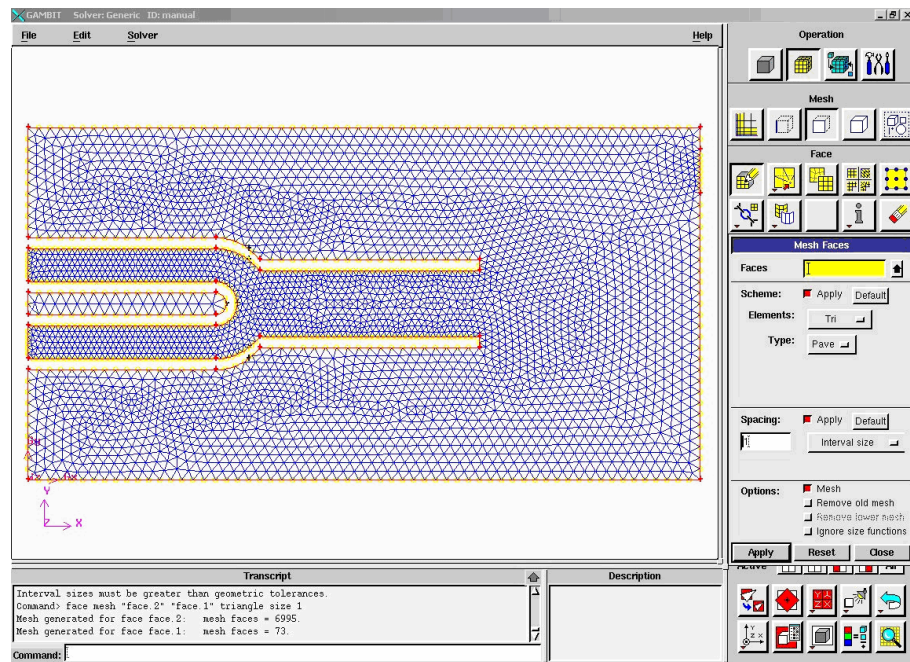 GAMBIT Solver: Generic ID: manual
File Edit Solver Help
Operation
Mesh
Face
Mesh Faces
Faces
Scheme: Apply Default
Elements: Tri
Type: Pave
Spacing: Apply Default
1 Interval size
Options: Mesh
Remove old mesh
Remove lower mesh
Ignore size functions
Apply Reset Close
Active All
Y
Z X
Transcript
Description
Interval sizes must be greater than geometric tolerances.
Command> face mesh "face.2" "face.1" triangle size 1
Mesh generated for face face.2: mesh faces = 6995.
Mesh generated for face face.1: mesh faces = 73.
Command: